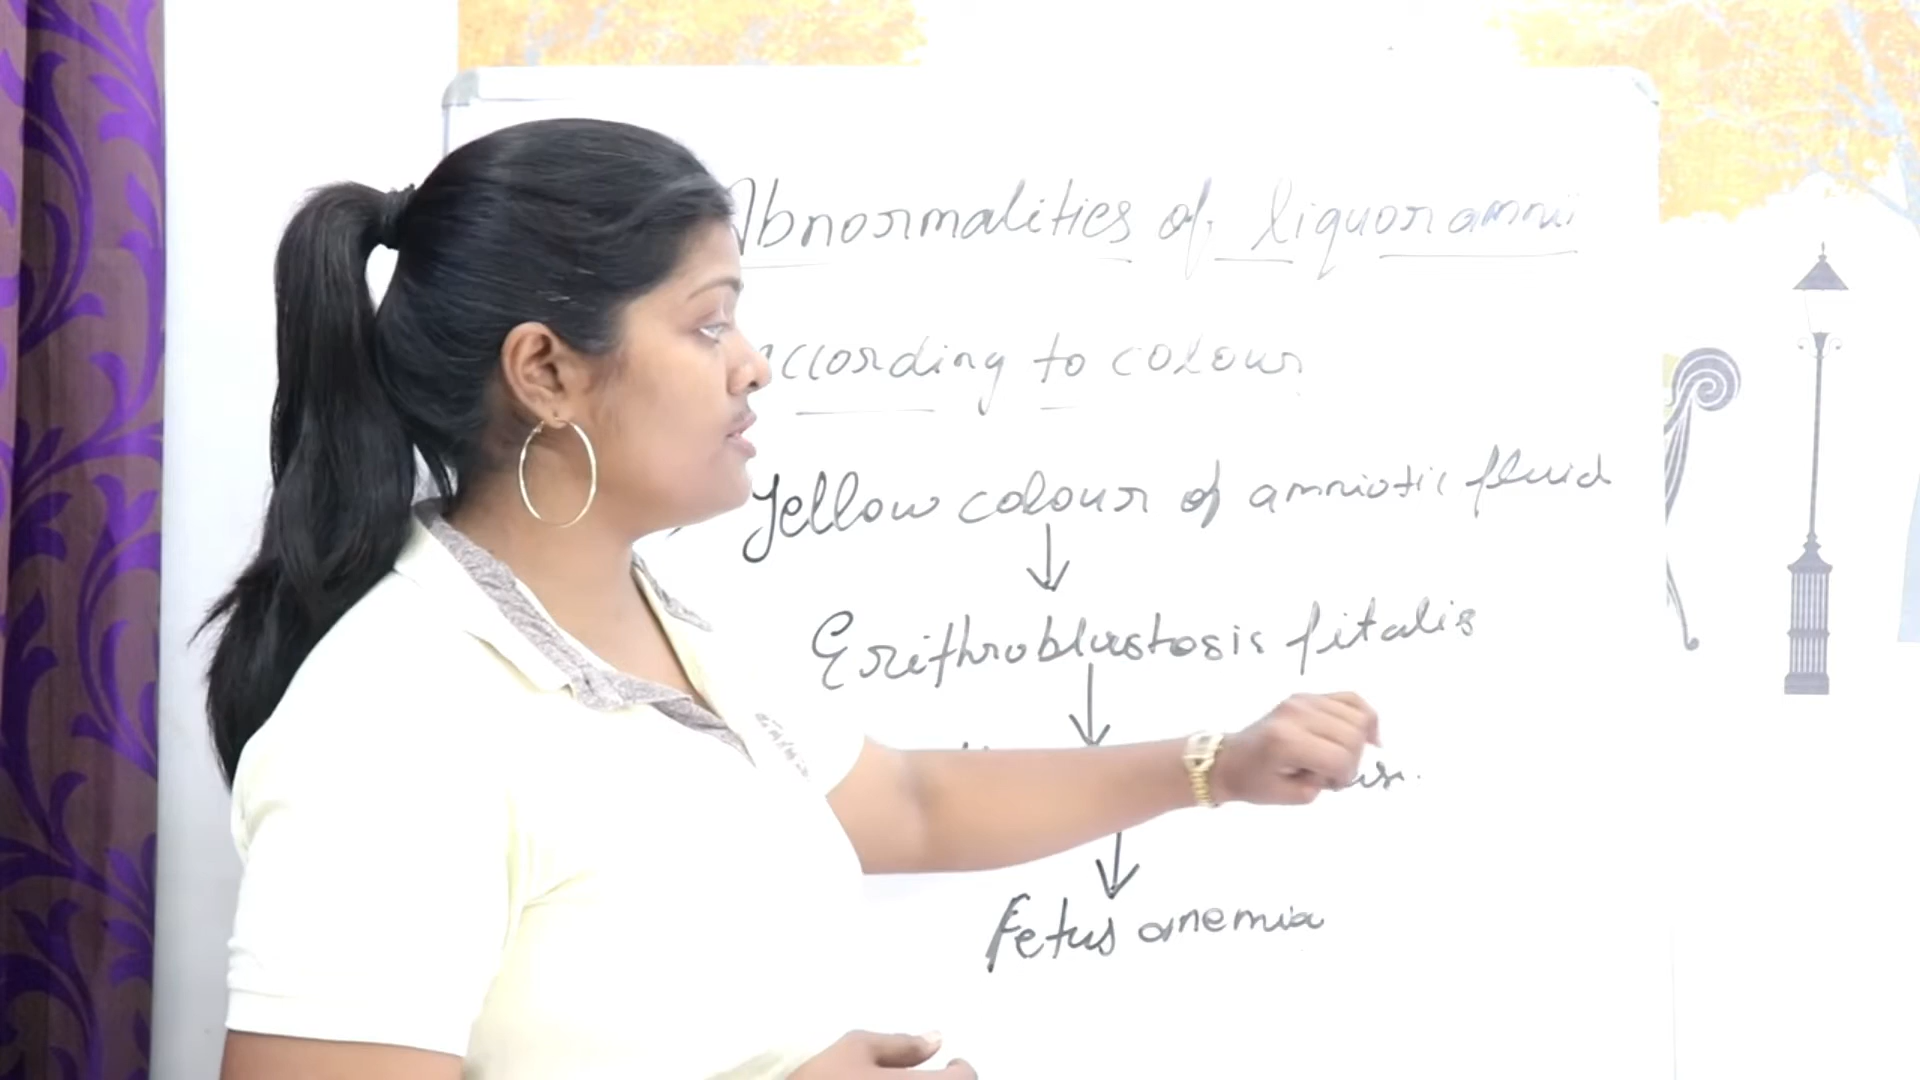 Abnormalities of liquor amnii
according to colour
Yellow colour of amniotic fluid
↓
Erithroblastosis fitalis
↓
↓
Fetus anemia